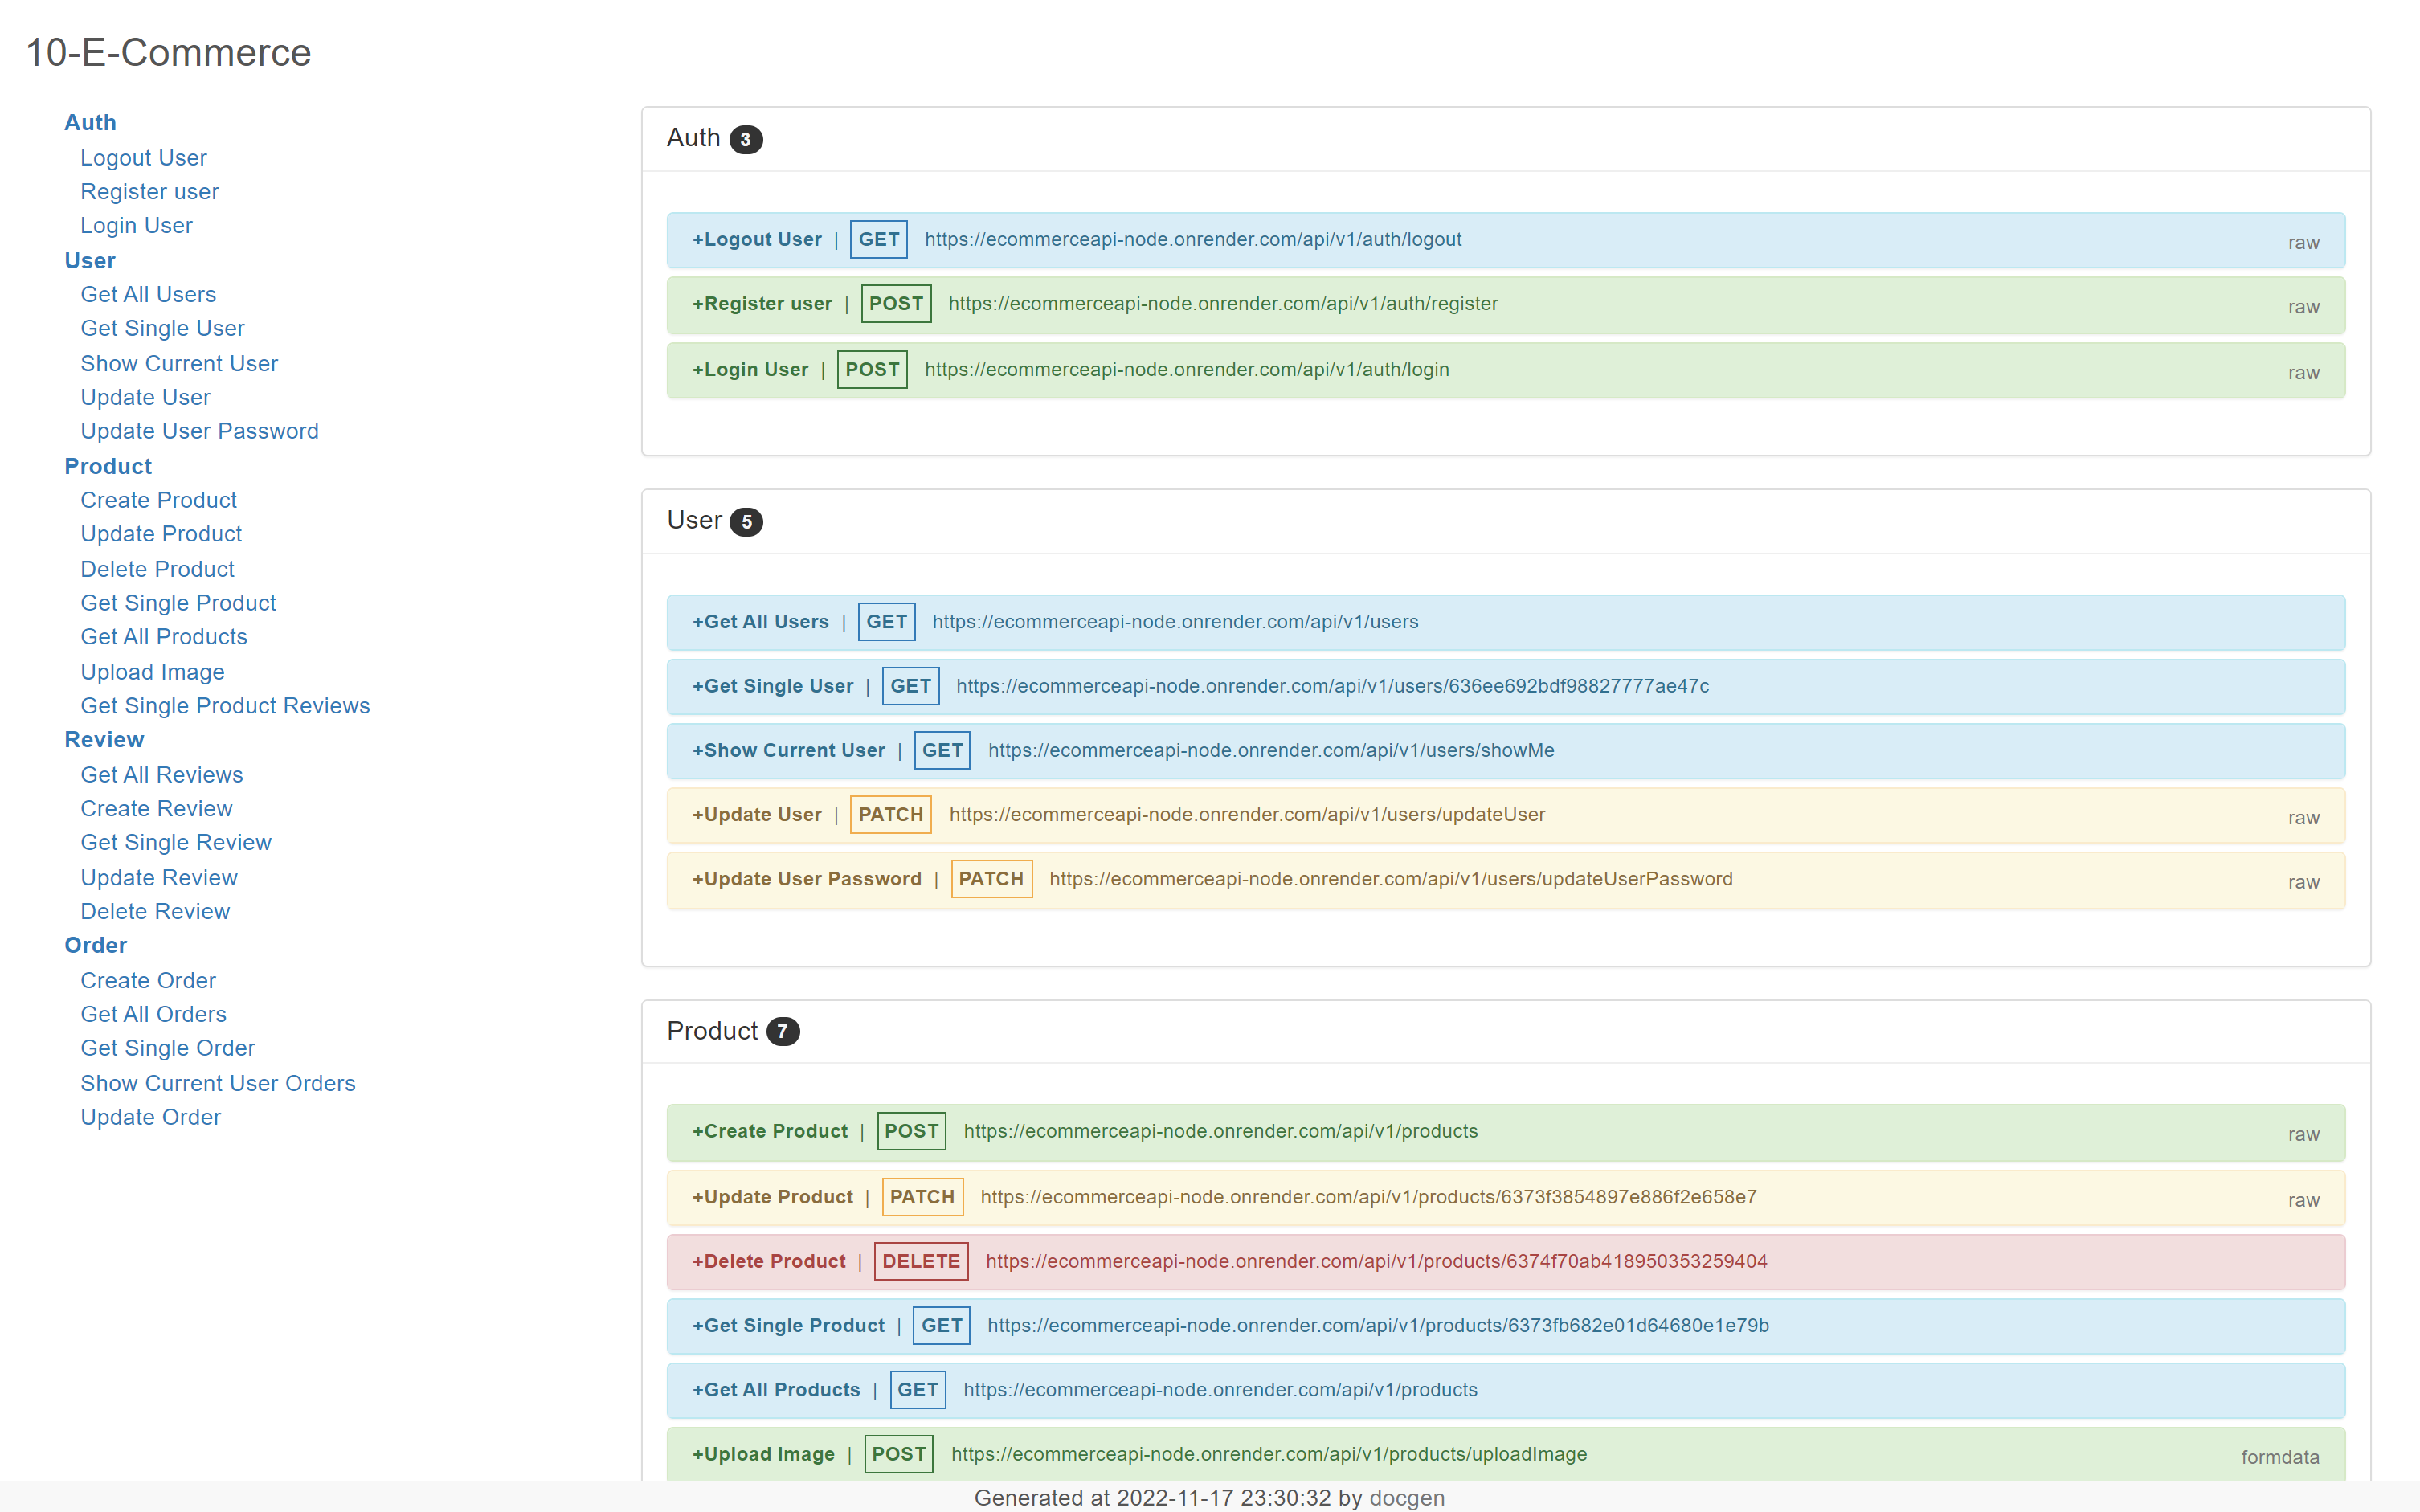 10-E-Commerce
Auth
Logout User
Register user
Login User
User
Get All Users
Get Single User
Show Current User
Update User
Update User Password
Product
Create Product
Update Product
Delete Product
Get Single Product
Get All Products
Upload Image
Get Single Product Reviews
Review
Get All Reviews
Create Review
Get Single Review
Update Review
Delete Review
Order
Create Order
Get All Orders
Get Single Order
Show Current User Orders
Update Order
Auth 3
+Logout User | GET https://ecommerceapi-node.onrender.com/api/v1/auth/logout raw
+Register user | POST https://ecommerceapi-node.onrender.com/api/v1/auth/register raw
+Login User | POST https://ecommerceapi-node.onrender.com/api/v1/auth/login raw
User 5
+Get All Users | GET https://ecommerceapi-node.onrender.com/api/v1/users
+Get Single User | GET https://ecommerceapi-node.onrender.com/api/v1/users/636ee692bdf98827777ae47c
+Show Current User | GET https://ecommerceapi-node.onrender.com/api/v1/users/showMe
+Update User | PATCH https://ecommerceapi-node.onrender.com/api/v1/users/updateUser raw
+Update User Password | PATCH https://ecommerceapi-node.onrender.com/api/v1/users/updateUserPassword raw
Product 7
+Create Product | POST https://ecommerceapi-node.onrender.com/api/v1/products raw
+Update Product | PATCH https://ecommerceapi-node.onrender.com/api/v1/products/6373f3854897e886f2e658e7 raw
+Delete Product | DELETE https://ecommerceapi-node.onrender.com/api/v1/products/6374f70ab418950353259404
+Get Single Product | GET https://ecommerceapi-node.onrender.com/api/v1/products/6373fb682e01d64680e1e79b
+Get All Products | GET https://ecommerceapi-node.onrender.com/api/v1/products
+Upload Image | POST https://ecommerceapi-node.onrender.com/api/v1/products/uploadImage formdata
Generated at 2022-11-17 23:30:32 by docgen